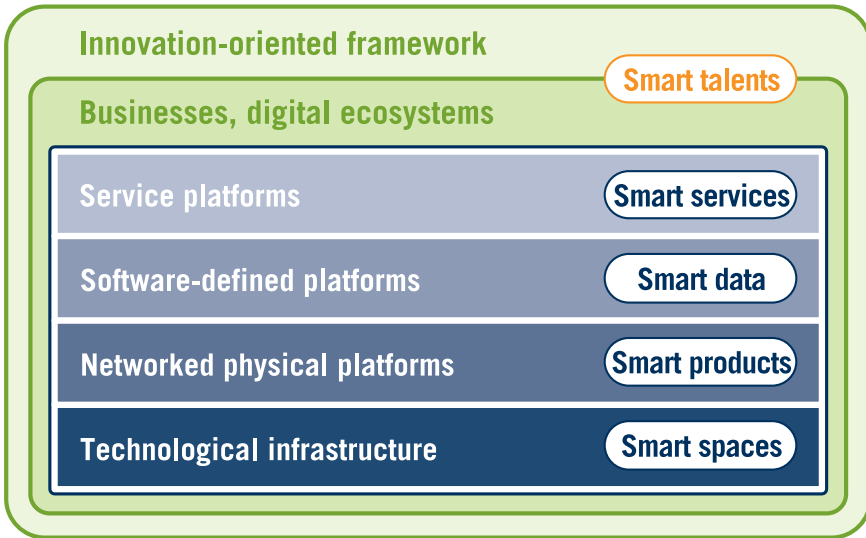 Innovation-oriented framework
Smart talents
Businesses, digital ecosystems
Service platforms
Smart services
Software-defined platforms
Smart data
Networked physical platforms
Smart products
Technological infrastructure
Smart spaces